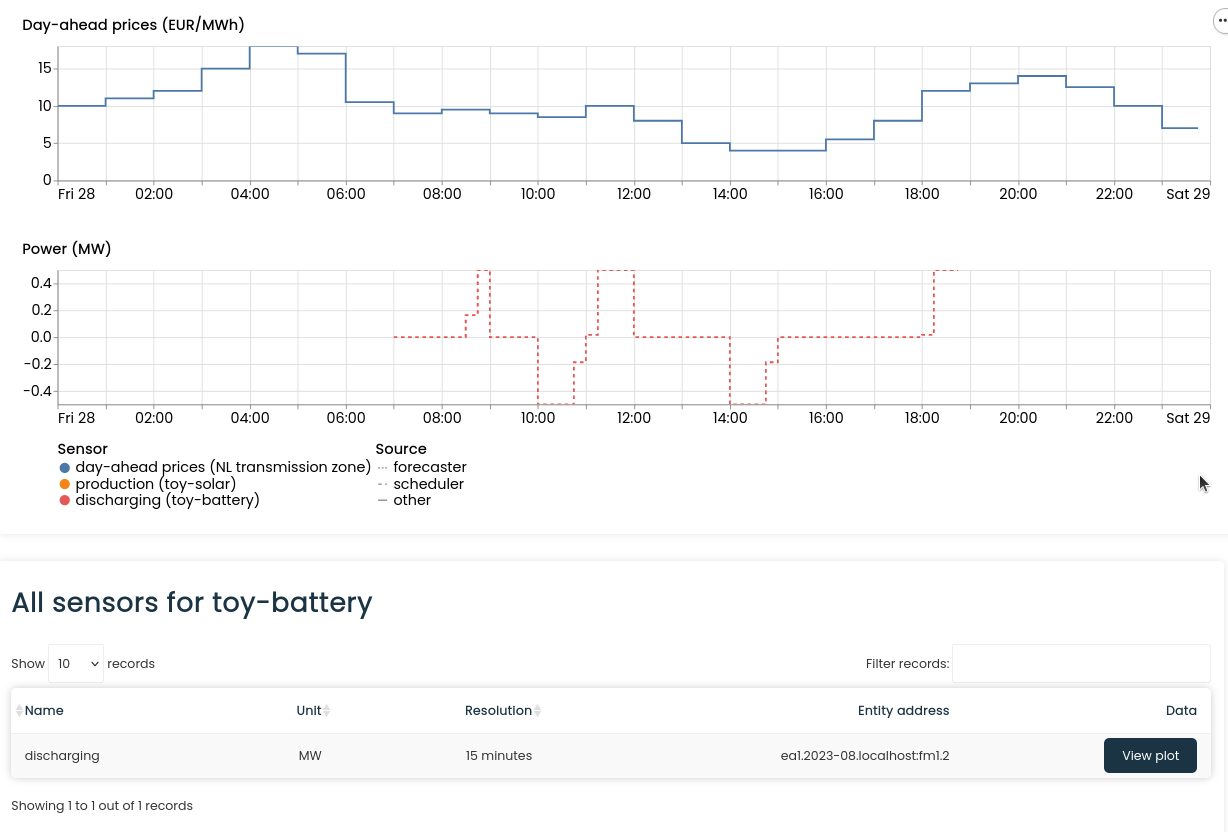 Day-ahead prices (EUR/MWh)
15
10
5
0
Fri 28 02:00 04:00 06:00 08:00 10:00 12:00 14:00 16:00 18:00 20:00 22:00 Sat 29
Power (MW)
0.4
0.2
0.0
−0.2
−0.4
Fri 28 02:00 04:00 06:00 08:00 10:00 12:00 14:00 16:00 18:00 20:00 22:00 Sat 29
Sensor Source
day-ahead prices (NL transmission zone) forecaster
production (toy-solar) scheduler
discharging (toy-battery) other
All sensors for toy-battery
Show 10 records Filter records:
Name Unit Resolution Entity address Data
discharging MW 15 minutes ea1.2023-08.localhost:fm1.2 View plot
Showing 1 to 1 out of 1 records